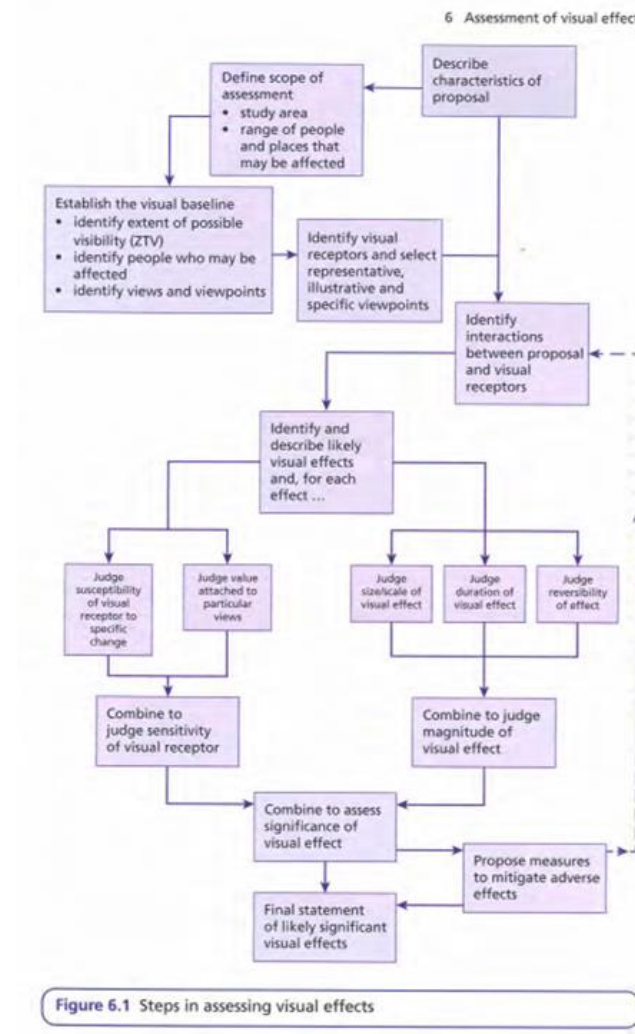 6 Assessment of visual effect
Describe
characteristics of
proposal
Define scope of
assessment
• study area
• range of people
and places that
may be affected
Establish the visual baseline
• identify extent of possible
visibility (ZTV)
• identify people who may be
affected
• identify views and viewpoints
Identify visual
receptors and select
representative,
illustrative and
specific viewpoints
Identify
interactions
between proposal
and visual
receptors
Identify and
describe likely
visual effects
and, for each
effect ...
Judge
susceptibility
of visual
receptor to
specific
change
Judge value
attached to
particular
views
Judge
size/scale of
visual effect
Judge
duration of
visual effect
Judge
reversibility
of effect
Combine to
judge sensitivity
of visual receptor
Combine to judge
magnitude of
visual effect
Combine to assess
significance of
visual effect
Propose measures
to mitigate adverse
effects
Final statement
of likely significant
visual effects
Figure 6.1 Steps in assessing visual effects